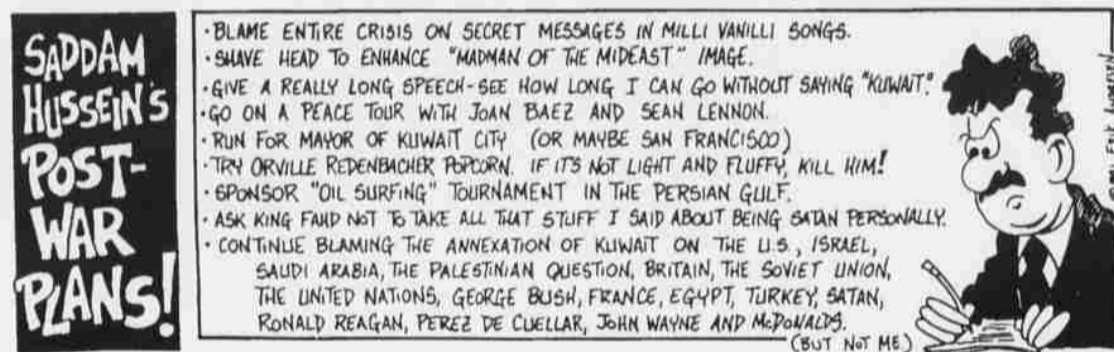 SADDAM
HUSSEIN'S
POST-
WAR
PLANS!
• BLAME ENTIRE CRISIS ON SECRET MESSAGES IN MILLI VANILLI SONGS.
• SHAVE HEAD TO ENHANCE "MADMAN OF THE MIDEAST" IMAGE.
• GIVE A REALLY LONG SPEECH-SEE HOW LONG I CAN GO WITHOUT SAYING "KUWAIT."
• GO ON A PEACE TOUR WITH JOAN BAEZ AND SEAN LENNON.
• RUN FOR MAYOR OF KUWAIT CITY (OR MAYBE SAN FRANCISCO)
• TRY ORVILLE REDENBACHER POPCORN. IF IT'S NOT LIGHT AND FLUFFY, KILL HIM!
• SPONSOR "OIL SURFING" TOURNAMENT IN THE PERSIAN GULF.
• ASK KING FAHD NOT TO TAKE ALL THAT STUFF I SAID ABOUT BEING SATAN PERSONALLY.
• CONTINUE BLAMING THE ANNEXATION OF KUWAIT ON THE U.S., ISRAEL,
SAUDI ARABIA, THE PALESTINIAN QUESTION, BRITAIN, THE SOVIET UNION,
THE UNITED NATIONS, GEORGE BUSH, FRANCE, EGYPT, TURKEY, SATAN,
RONALD REAGAN, PEREZ DE CUELLAR, JOHN WAYNE AND McDONALDS.
(BUT NOT ME)